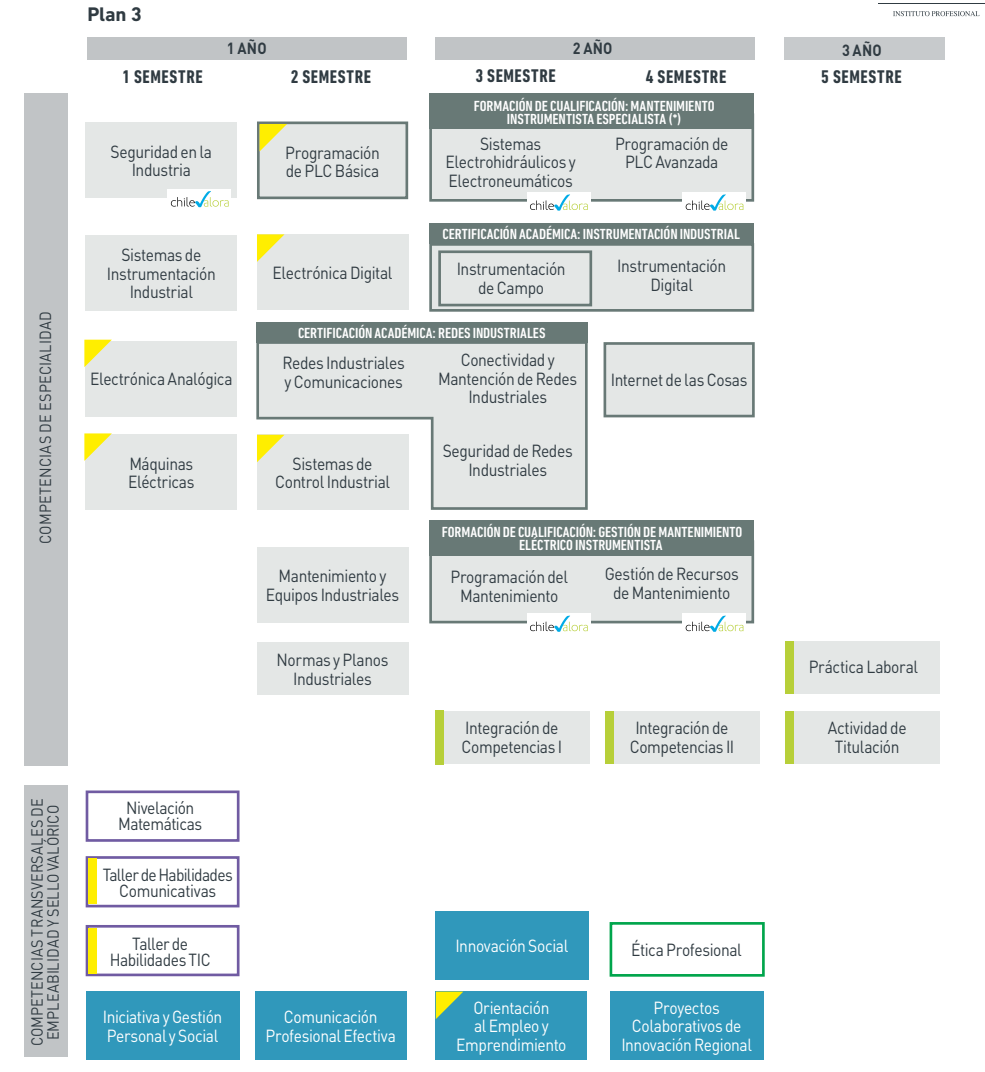 Plan 3
INSTITUTO PROFESIONAL
1 AÑO
2 AÑO
3 AÑO
1 SEMESTRE
2 SEMESTRE
3 SEMESTRE
4 SEMESTRE
5 SEMESTRE
COMPETENCIAS DE ESPECIALIDAD
FORMACIÓN DE CUALIFICACIÓN: MANTENIMIENTO
INSTRUMENTISTA ESPECIALISTA (*)
Seguridad en la
Industria
chilevalora
Programación
de PLC Básica
Sistemas
Electrohidráulicos y
Electroneumáticos
chilevalora
Programación de
PLC Avanzada
chilevalora
CERTIFICACIÓN ACADÉMICA: INSTRUMENTACIÓN INDUSTRIAL
Sistemas de
Instrumentación
Industrial
Electrónica Digital
Instrumentación
de Campo
Instrumentación
Digital
CERTIFICACIÓN ACADÉMICA: REDES INDUSTRIALES
Electrónica Analógica
Redes Industriales
y Comunicaciones
Conectividad y
Mantención de Redes
Industriales
Internet de las Cosas
Máquinas
Eléctricas
Sistemas de
Control Industrial
Seguridad de Redes
Industriales
FORMACIÓN DE CUALIFICACIÓN: GESTIÓN DE MANTENIMIENTO
ELÉCTRICO INSTRUMENTISTA
Mantenimiento y
Equipos Industriales
Programación del
Mantenimiento
chilevalora
Gestión de Recursos
de Mantenimiento
chilevalora
Normas y Planos
Industriales
Práctica Laboral
Integración de
Competencias I
Integración de
Competencias II
Actividad de
Titulación
COMPETENCIAS TRANSVERSALES DE
EMPLEABILIDAD Y SELLO VALÓRICO
Nivelación
Matemáticas
Taller de Habilidades
Comunicativas
Taller de
Habilidades TIC
Innovación Social
Ética Profesional
Iniciativa y Gestión
Personal y Social
Comunicación
Profesional Efectiva
Orientación
al Empleo y
Emprendimiento
Proyectos
Colaborativos de
Innovación Regional